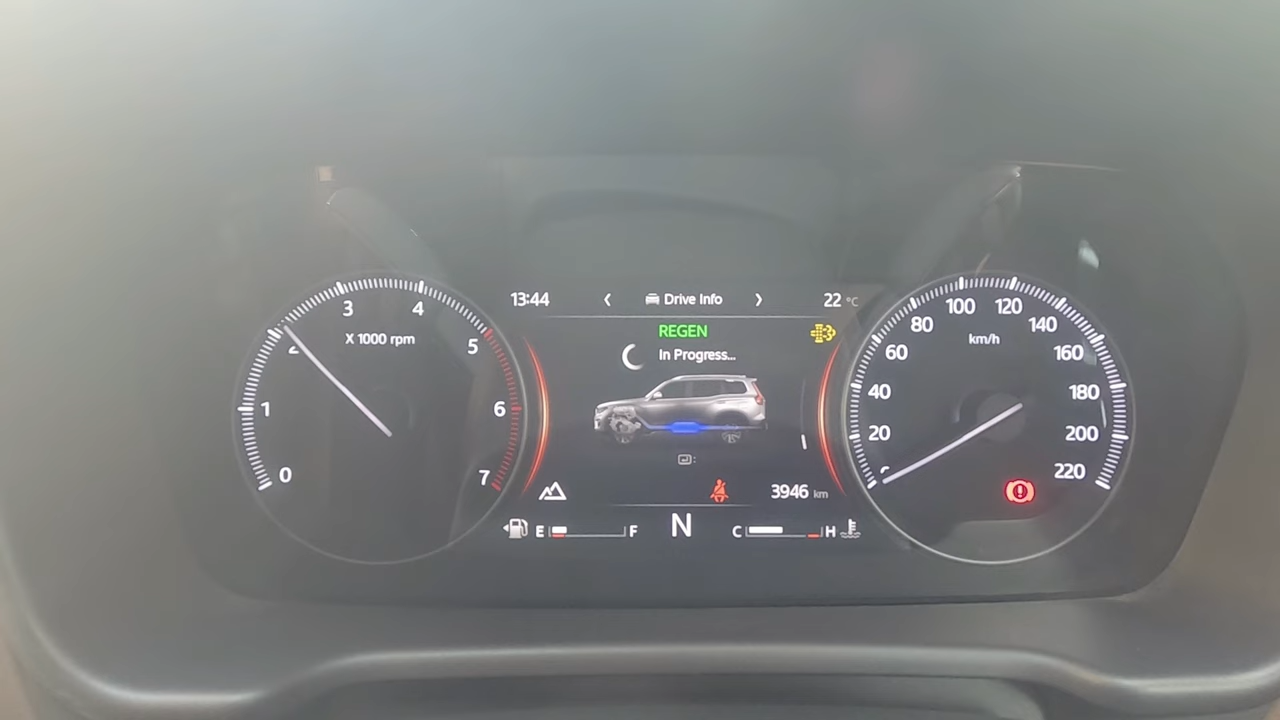 13:44 ‹ Drive Info › 22 °C
REGEN
In Progress...
0
1
2
3
4
5
6
7
X 1000 rpm
20
40
60
80
100
120
140
160
180
200
220
km/h
3946 km
E F
N
C H